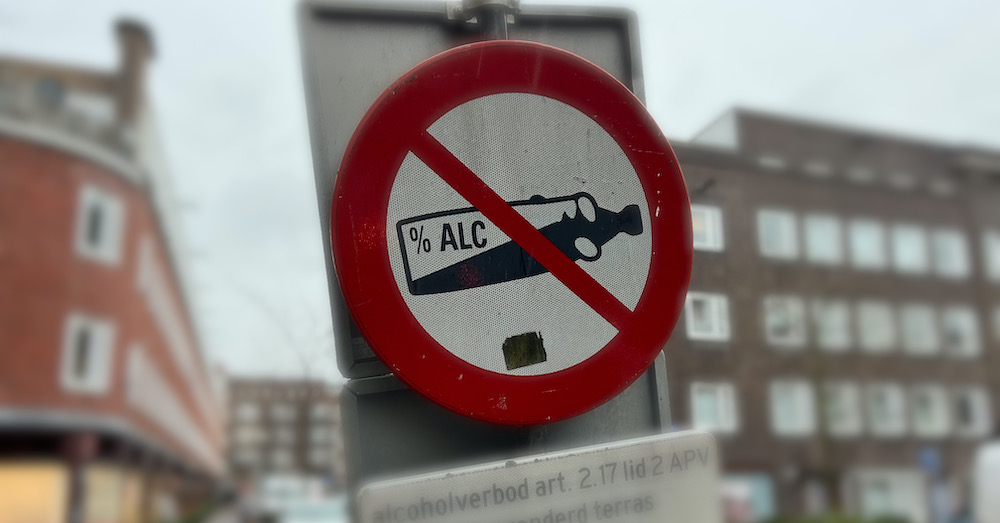 % ALC
alcoholverbod art. 2.17 lid 2 APV
terras